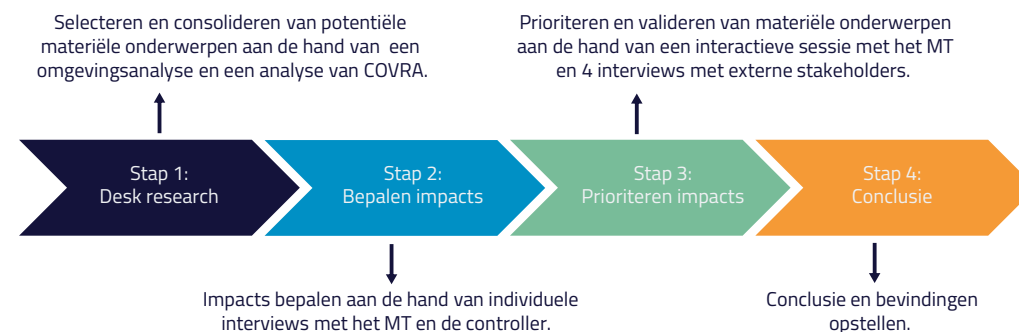 Selecteren en consolideren van potentiële
materiële onderwerpen aan de hand van een
omgevingsanalyse en een analyse van COVRA.
Prioriteren en valideren van materiële onderwerpen
aan de hand van een interactieve sessie met het MT
en 4 interviews met externe stakeholders.
Stap 1:
Desk research
Stap 2:
Bepalen impacts
Stap 3:
Prioriteren impacts
Stap 4:
Conclusie
Impacts bepalen aan de hand van individuele
interviews met het MT en de controller.
Conclusie en bevindingen
opstellen.